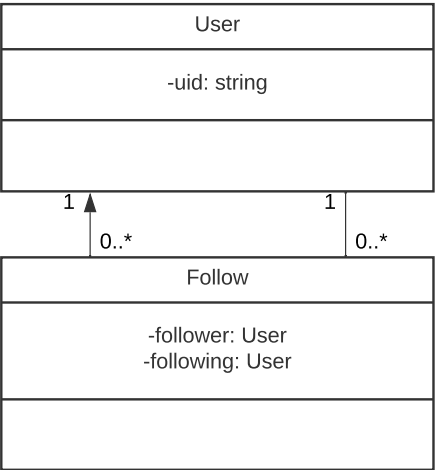 User
-uid: string
1
1
0..*
0..*
Follow
-follower: User
-following: User